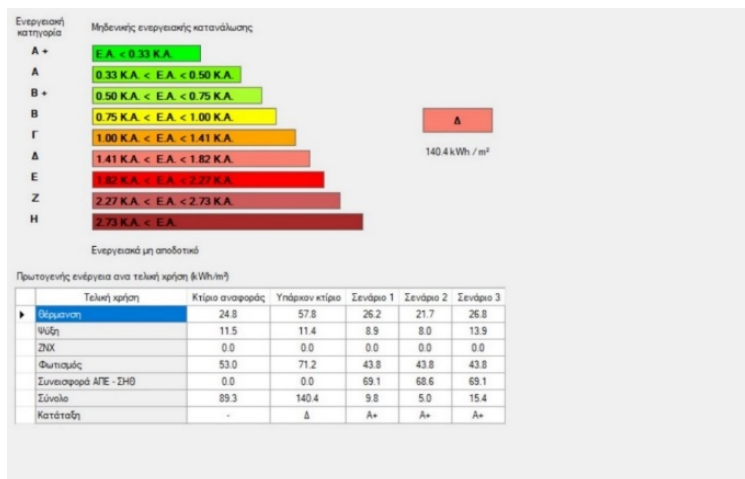 Ενεργειακή
κατηγορία
Μηδενικής ενεργειακής κατανάλωσης
Α + Ε.Α. < 0.33 Κ.Α.
Α 0.33 Κ.Α. < Ε.Α. < 0.50 Κ.Α.
Β + 0.50 Κ.Α. < Ε.Α. < 0.75 Κ.Α.
Β 0.75 Κ.Α. < Ε.Α. < 1.00 Κ.Α.
Γ 1.00 Κ.Α. < Ε.Α. < 1.41 Κ.Α.
Δ 1.41 Κ.Α. < Ε.Α. < 1.82 Κ.Α.
Ε 1.82 Κ.Α. < Ε.Α. < 2.27 Κ.Α.
Ζ 2.27 Κ.Α. < Ε.Α. < 2.73 Κ.Α.
Η 2.73 Κ.Α. < Ε.Α.
Δ
140.4 kWh / m²
Ενεργειακά μη αποδοτικό
Πρωτογενής ενέργεια ανα τελική χρήση (kWh/m²)
Τελική χρήση Κτίριο αναφοράς Υπάρχον κτίριο Σενάριο 1 Σενάριο 2 Σενάριο 3
Θέρμανση 24.8 57.8 26.2 21.7 26.8
Ψύξη 11.5 11.4 8.9 8.0 13.9
ΖΝΧ 0.0 0.0 0.0 0.0 0.0
Φωτισμός 53.0 71.2 43.8 43.8 43.8
Συνεισφορά ΑΠΕ - ΣΗΘ 0.0 0.0 69.1 68.6 69.1
Σύνολο 89.3 140.4 9.8 5.0 15.4
Κατάταξη - Δ Α+ Α+ Α+